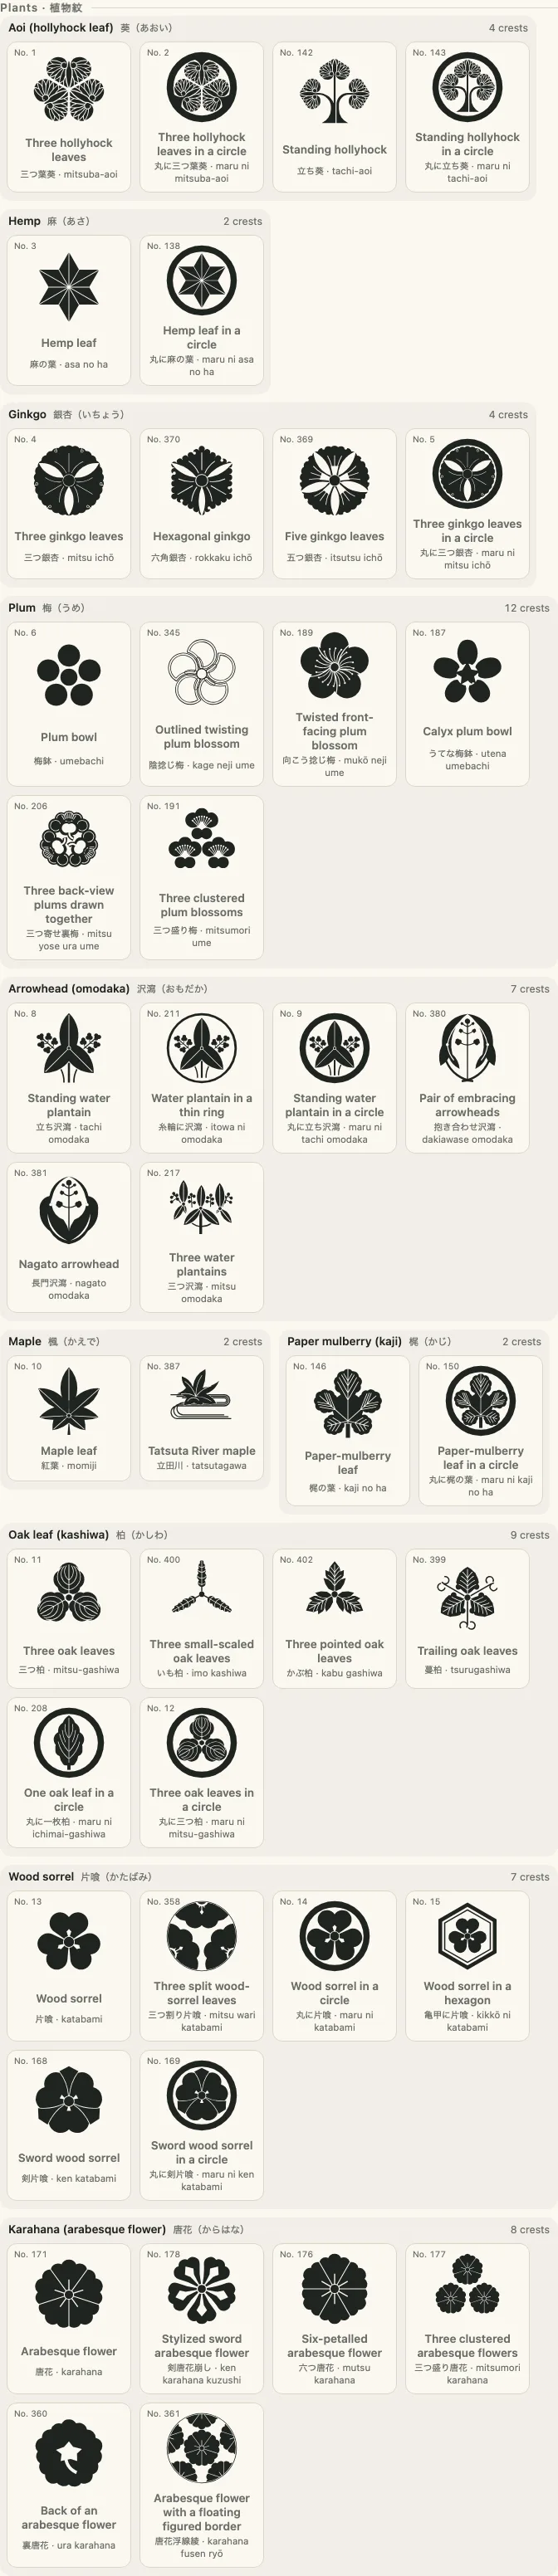 Plants · 植物紋
Aoi (hollyhock leaf) 葵（あおい） 4 crests
No. 1
Three hollyhock
leaves
三つ葉葵 · mitsuba-aoi
No. 2
Three hollyhock
leaves in a circle
丸に三つ葉葵 · maru ni
mitsuba-aoi
No. 142
Standing hollyhock
立ち葵 · tachi-aoi
No. 143
Standing hollyhock
in a circle
丸に立ち葵 · maru ni
tachi-aoi
Hemp 麻（あさ） 2 crests
No. 3
Hemp leaf
麻の葉 · asa no ha
No. 138
Hemp leaf in a
circle
丸に麻の葉 · maru ni asa
no ha
Ginkgo 銀杏（いちょう） 4 crests
No. 4
Three ginkgo leaves
三つ銀杏 · mitsu ichō
No. 370
Hexagonal ginkgo
六角銀杏 · rokkaku ichō
No. 369
Five ginkgo leaves
五つ銀杏 · itsutsu ichō
No. 5
Three ginkgo leaves
in a circle
丸に三つ銀杏 · maru ni
mitsu ichō
Plum 梅（うめ） 12 crests
No. 6
Plum bowl
梅鉢 · umebachi
No. 345
Outlined twisting
plum blossom
陰捻じ梅 · kage neji ume
No. 189
Twisted front-
facing plum
blossom
向こう捻じ梅 · mukō neji
ume
No. 187
Calyx plum bowl
うてな梅鉢 · utena
umebachi
No. 206
Three back-view
plums drawn
together
三つ寄せ裏梅 · mitsu
yose ura ume
No. 191
Three clustered
plum blossoms
三つ盛り梅 · mitsumori
ume
Arrowhead (omodaka) 沢瀉（おもだか） 7 crests
No. 8
Standing water
plantain
立ち沢瀉 · tachi
omodaka
No. 211
Water plantain in a
thin ring
糸輪に沢瀉 · itowa ni
omodaka
No. 9
Standing water
plantain in a circle
丸に立ち沢瀉 · maru ni
tachi omodaka
No. 380
Pair of embracing
arrowheads
抱き合わせ沢瀉 ·
dakiawase omodaka
No. 381
Nagato arrowhead
長門沢瀉 · nagato
omodaka
No. 217
Three water
plantains
三つ沢瀉 · mitsu
omodaka
Maple 楓（かえで） 2 crests
No. 10
Maple leaf
紅葉 · momiji
No. 387
Tatsuta River maple
立田川 · tatsutagawa
Paper mulberry (kaji) 梶（かじ） 2 crests
No. 146
Paper-mulberry
leaf
梶の葉 · kaji no ha
No. 150
Paper-mulberry
leaf in a circle
丸に梶の葉 · maru ni kaji
no ha
Oak leaf (kashiwa) 柏（かしわ） 9 crests
No. 11
Three oak leaves
三つ柏 · mitsu-gashiwa
No. 400
Three small-scaled
oak leaves
いも柏 · imo kashiwa
No. 402
Three pointed oak
leaves
かぶ柏 · kabu gashiwa
No. 399
Trailing oak leaves
蔓柏 · tsurugashiwa
No. 208
One oak leaf in a
circle
丸に一枚柏 · maru ni
ichimai-gashiwa
No. 12
Three oak leaves in
a circle
丸に三つ柏 · maru ni
mitsu-gashiwa
Wood sorrel 片喰（かたばみ） 7 crests
No. 13
Wood sorrel
片喰 · katabami
No. 358
Three split wood-
sorrel leaves
三つ割り片喰 · mitsu wari
katabami
No. 14
Wood sorrel in a
circle
丸に片喰 · maru ni
katabami
No. 15
Wood sorrel in a
hexagon
亀甲に片喰 · kikkō ni
katabami
No. 168
Sword wood sorrel
剣片喰 · ken katabami
No. 169
Sword wood sorrel
in a circle
丸に剣片喰 · maru ni ken
katabami
Karahana (arabesque flower) 唐花（からはな） 8 crests
No. 171
Arabesque flower
唐花 · karahana
No. 178
Stylized sword
arabesque flower
剣唐花崩し · ken
karahana kuzushi
No. 176
Six-petalled
arabesque flower
六つ唐花 · mutsu
karahana
No. 177
Three clustered
arabesque flowers
三つ盛り唐花 · mitsumori
karahana
No. 360
Back of an
arabesque flower
裏唐花 · ura karahana
No. 361
Arabesque flower
with a floating
figured border
唐花浮線綾 · karahana
fusen ryō